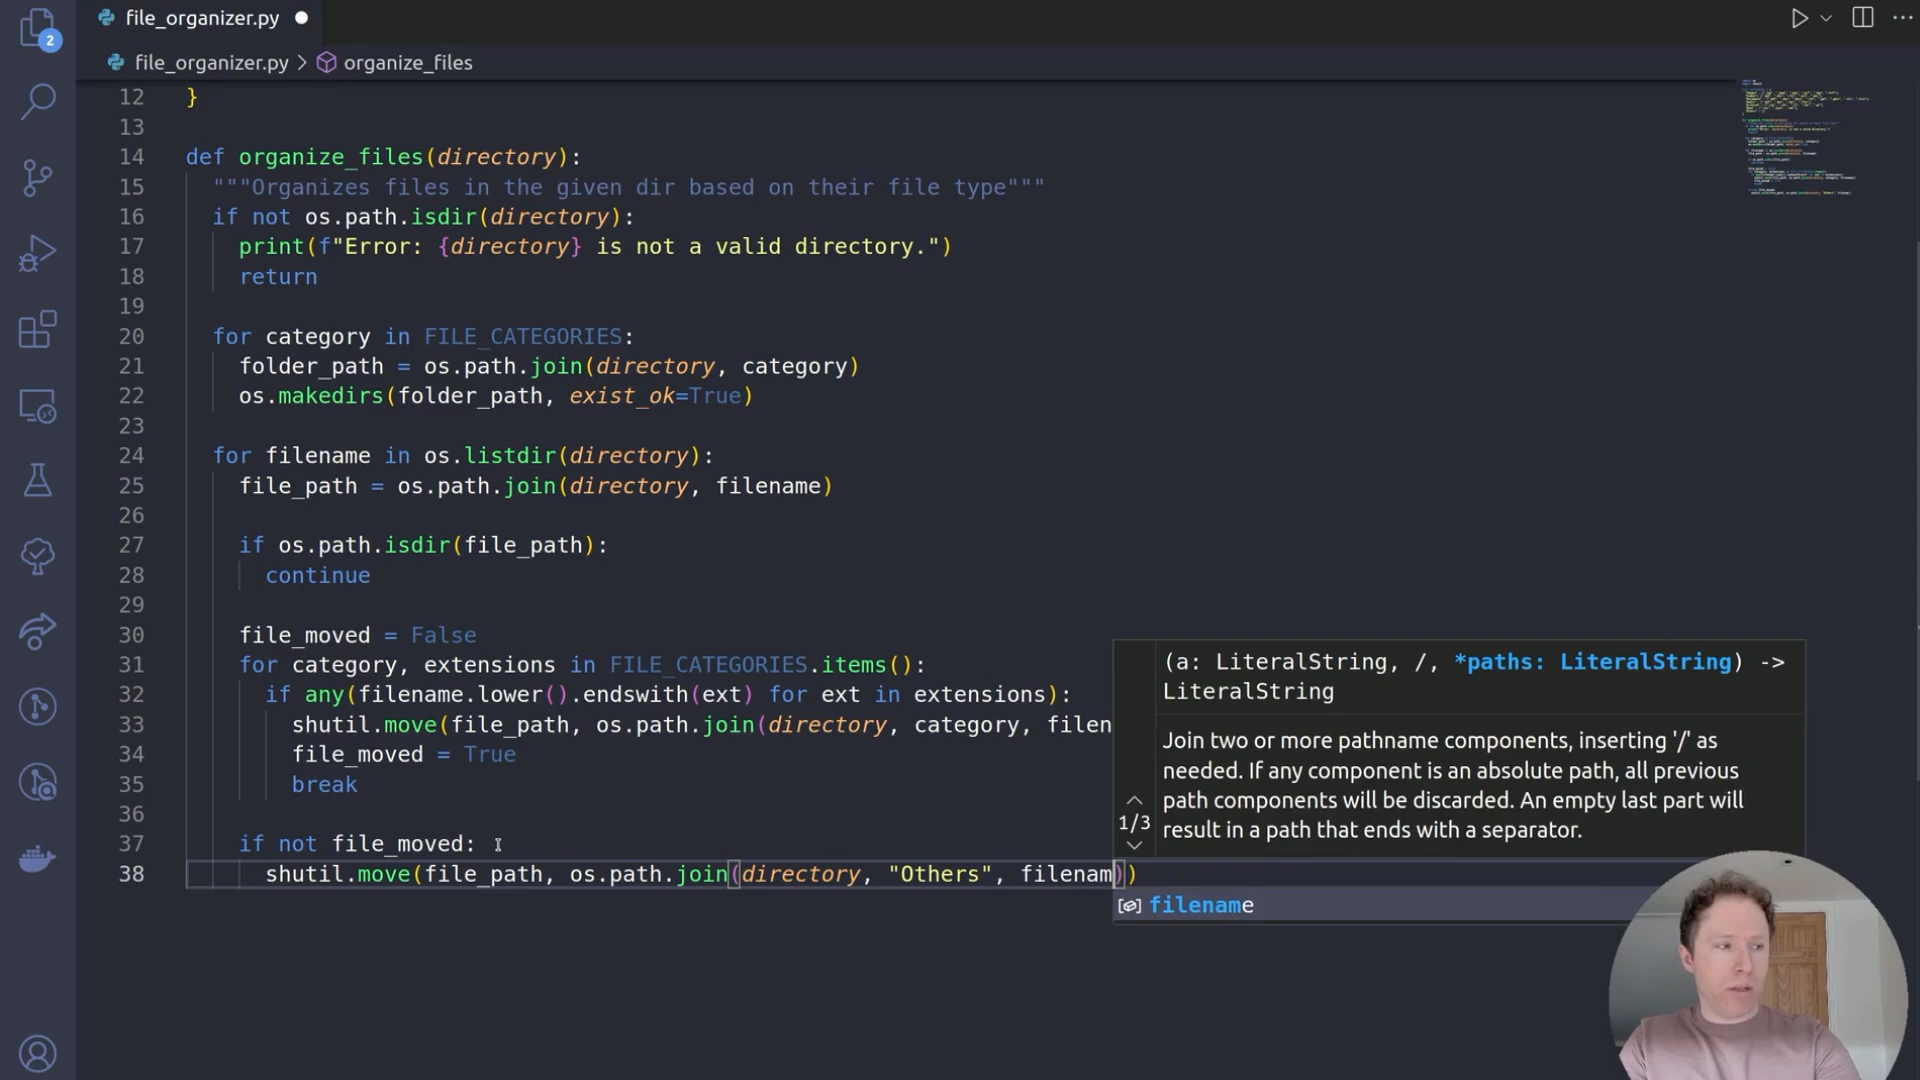 file_organizer.py
file_organizer.py > organize_files
2
12 }
13
14 def organize_files(directory):
15 """Organizes files in the given dir based on their file type"""
16 if not os.path.isdir(directory):
17 print(f"Error: {directory} is not a valid directory.")
18 return
19
20 for category in FILE_CATEGORIES:
21 folder_path = os.path.join(directory, category)
22 os.makedirs(folder_path, exist_ok=True)
23
24 for filename in os.listdir(directory):
25 file_path = os.path.join(directory, filename)
26
27 if os.path.isdir(file_path):
28 continue
29
30 file_moved = False
31 for category, extensions in FILE_CATEGORIES.items():
32 if any(filename.lower().endswith(ext) for ext in extensions):
33 shutil.move(file_path, os.path.join(directory, category, filen
34 file_moved = True
35 break
36
37 if not file_moved:
38 shutil.move(file_path, os.path.join(directory, "Others", filenam))
(a: LiteralString, /, *paths: LiteralString) ->
LiteralString
Join two or more pathname components, inserting '/' as
needed. If any component is an absolute path, all previous
path components will be discarded. An empty last part will
result in a path that ends with a separator.
1/3
filename